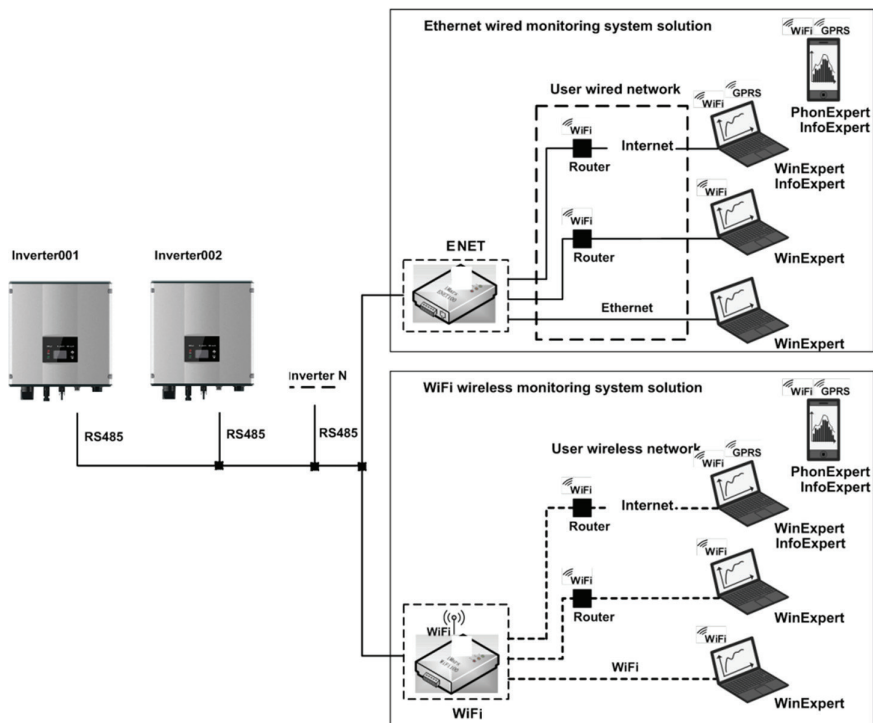 Ethernet wired monitoring system solution
WiFi GPRS
PhonExpert
InfoExpert
User wired network
WiFi GPRS
WiFi
Internet
Router
WinExpert
InfoExpert
WiFi
WiFi
Router
WinExpert
ENET
Ethernet
WinExpert
Inverter001
Inverter002
Inverter N
RS485
RS485
RS485
WiFi wireless monitoring system solution
WiFi GPRS
PhonExpert
InfoExpert
User wireless network
WiFi GPRS
WiFi
Internet
Router
WinExpert
InfoExpert
WiFi
WiFi
Router
WinExpert
WiFi
WiFi
WiFi
WinExpert
WiFi